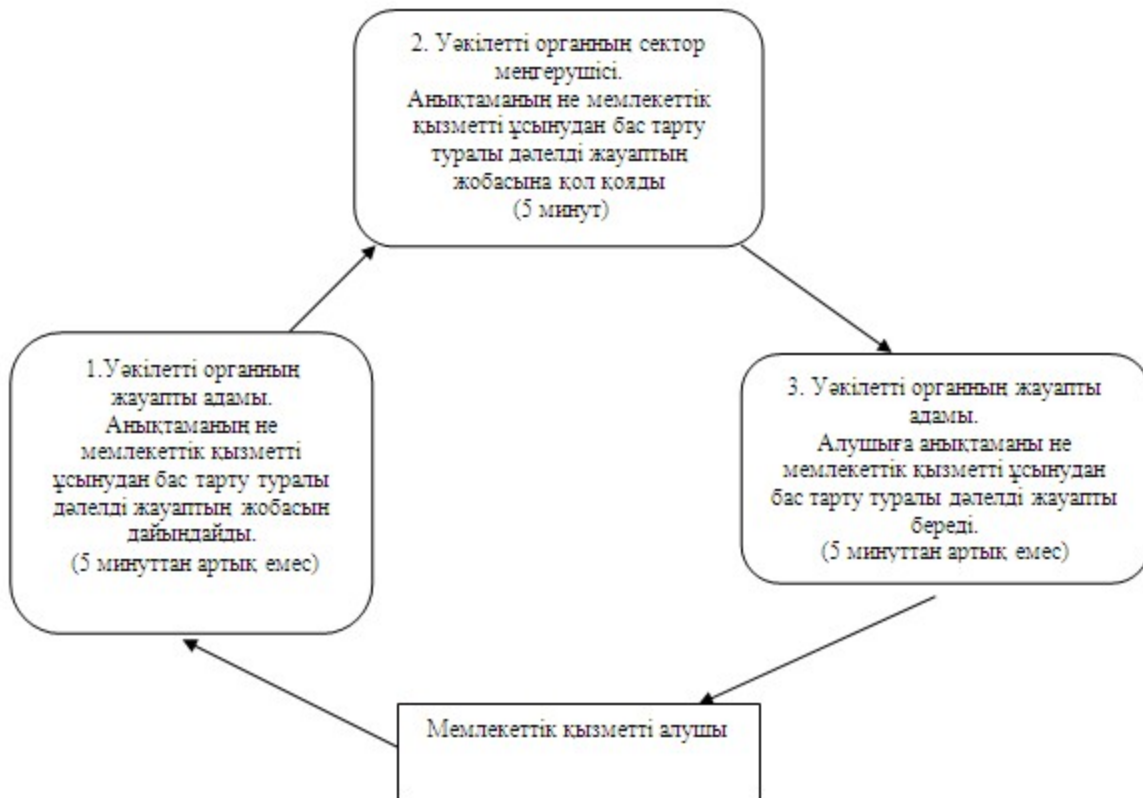 2. Уәкілетті органның сектор
меңгерушісі.
Анықтаманың не мемлекеттік
қызметті ұсынудан бас тарту
туралы дәлелді жауаптың
жобасына қол қояды
(5 минут)
1.Уәкілетті органның
жауапты адамы.
Анықтаманың не
мемлекеттік қызметті
ұсынудан бас тарту туралы
дәлелді жауаптың жобасын
дайындайды.
(5 минуттан артық емес)
3. Уәкілетті органның жауапты
адамы.
Алушыға анықтаманы не
мемлекеттік қызметті ұсынудан
бас тарту туралы дәлелді жауапты
береді.
(5 минуттан артық емес)
Мемлекеттік қызметті алушы